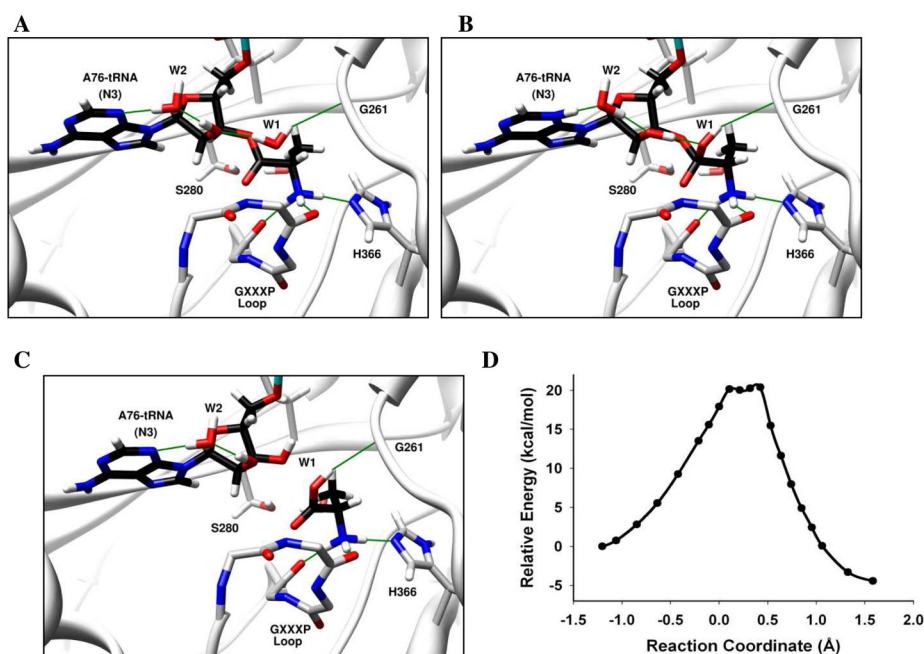 A
A76-tRNA
(N3)
W2
W1
G261
S280
H366
GXXXP
Loop
B
A76-tRNA
(N3)
W2
W1
G261
S280
H366
GXXXP
Loop
C
A76-tRNA
(N3)
W2
W1
G261
S280
H366
GXXXP
Loop
D
Relative Energy (kcal/mol)
20
15
10
5
0
-5
-1.5 -1.0 -0.5 0.0 0.5 1.0 1.5 2.0
Reaction Coordinate (Å)